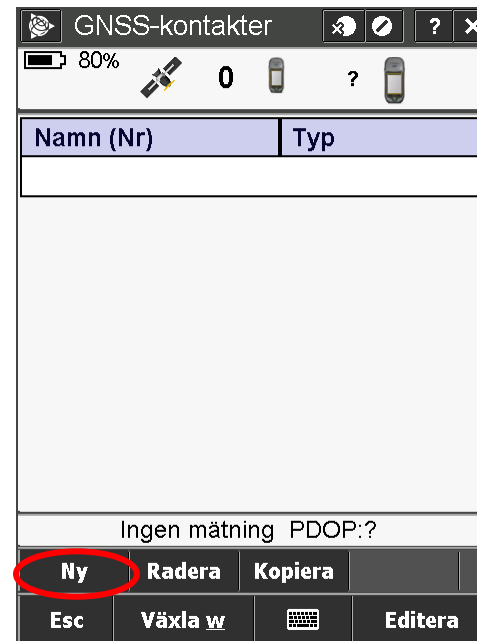 GNSS-kontakter ? X
80% 0 ?
Namn (Nr) Typ
Ingen mätning PDOP:?
Ny Radera Kopiera
Esc Växla w Editera